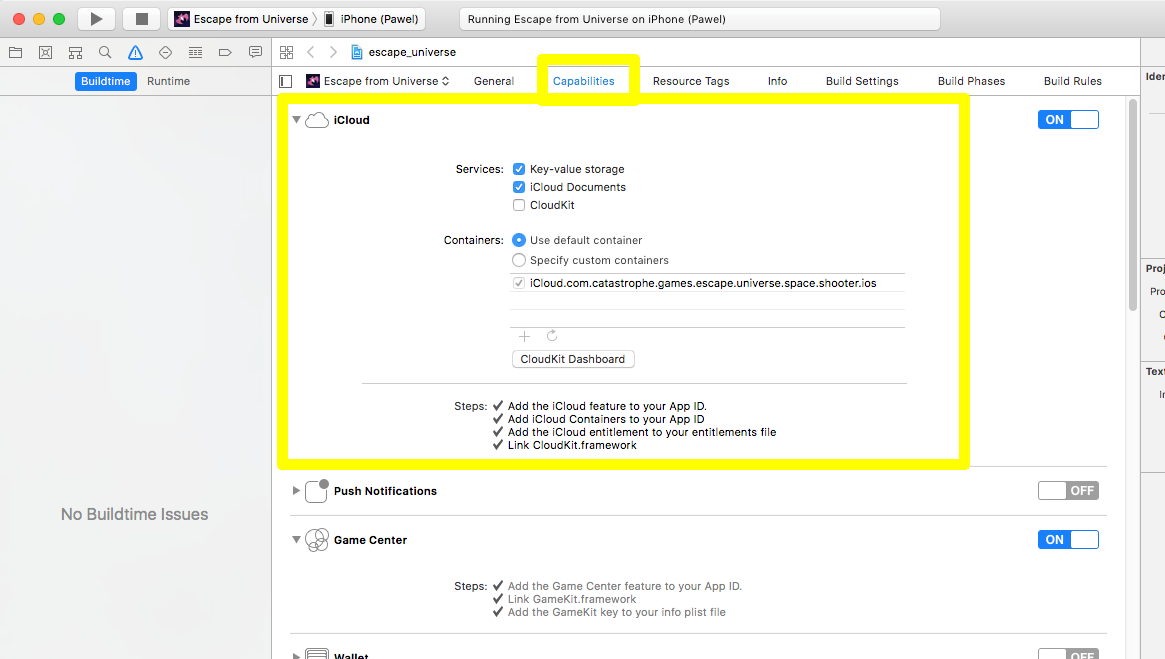 Escape from Universe iPhone (Pawel) Running Escape from Universe on iPhone (Pawel)
escape_universe
Buildtime Runtime
Escape from Universe General Capabilities Resource Tags Info Build Settings Build Phases Build Rules
iCloud ON
Services: Key-value storage
iCloud Documents
CloudKit
Containers: Use default container
Specify custom containers
iCloud.com.catastrophe.games.escape.universe.space.shooter.ios
CloudKit Dashboard
Steps: Add the iCloud feature to your App ID.
Add iCloud Containers to your App ID
Add the iCloud entitlement to your entitlements file
Link CloudKit.framework
Push Notifications OFF
No Buildtime Issues
Game Center ON
Steps: Add the Game Center feature to your App ID.
Link GameKit.framework
Add the GameKit key to your info plist file
Wallet OFF